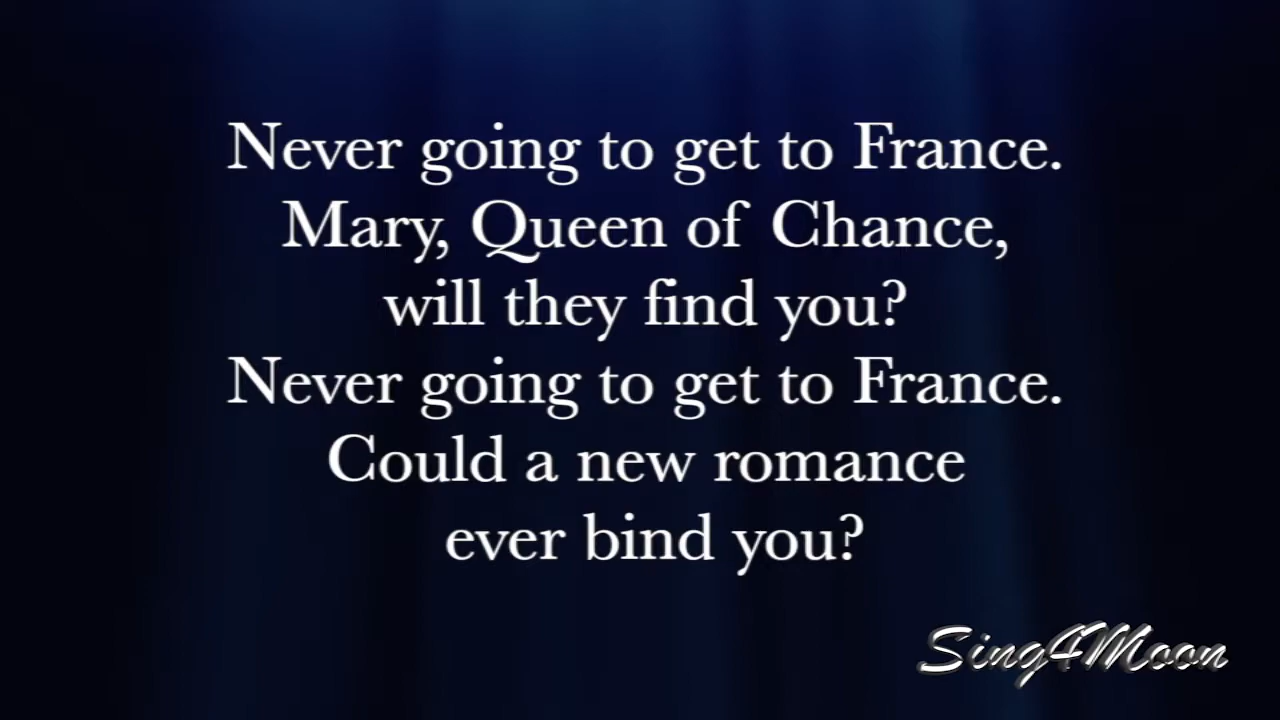 Never going to get to France.
Mary, Queen of Chance,
will they find you?
Never going to get to France.
Could a new romance
ever bind you?
Sing4Moon